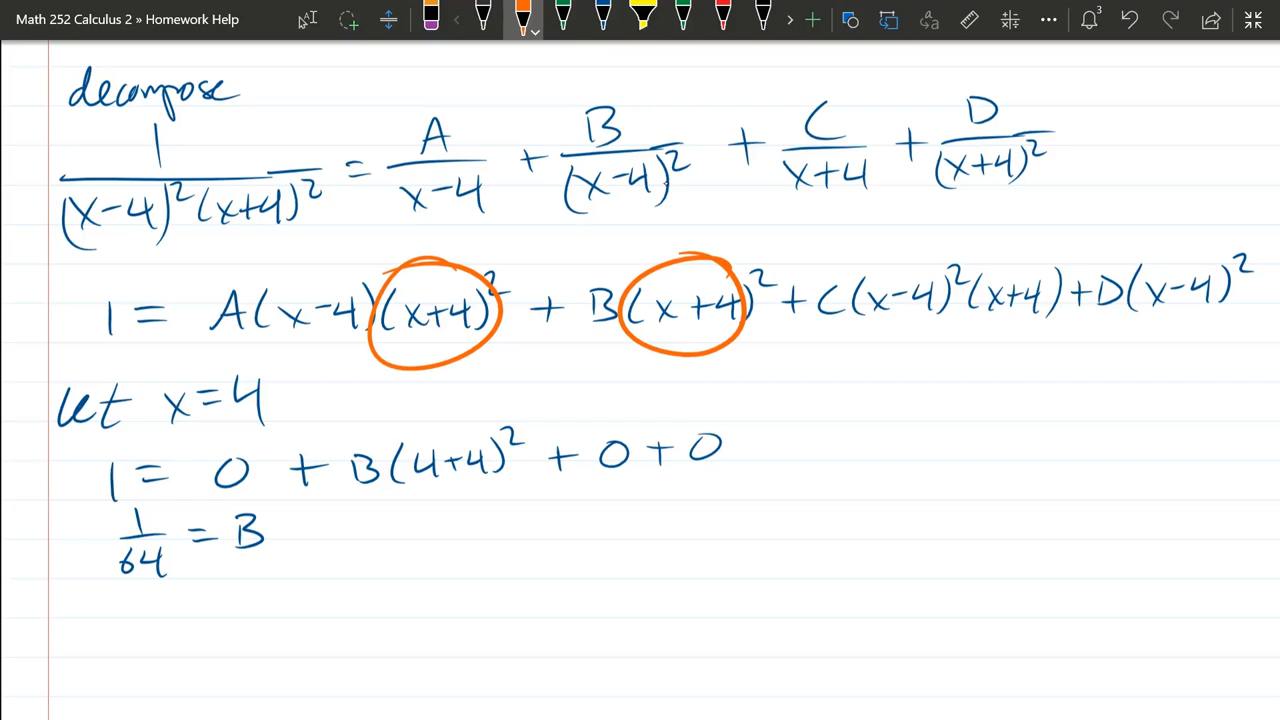 Math 252 Calculus 2 » Homework Help
3
decompose
1/((x-4)²(x+4)²) = A/(x-4) + B/(x-4)² + C/(x+4) + D/(x+4)²
1 = A(x-4)(x+4)² + B(x+4)² + C(x-4)²(x+4) + D(x-4)²
let x=4
1 = 0 + B(4+4)² + 0 + 0
1/64 = B